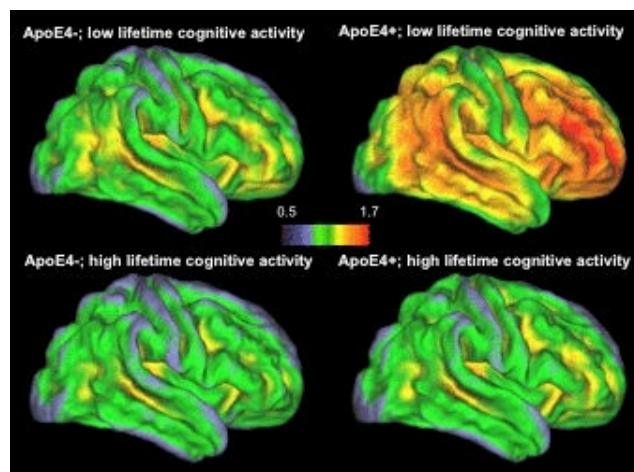 ApoE4-; low lifetime cognitive activity
ApoE4+; low lifetime cognitive activity
0.5
1.7
ApoE4-; high lifetime cognitive activity
ApoE4+; high lifetime cognitive activity